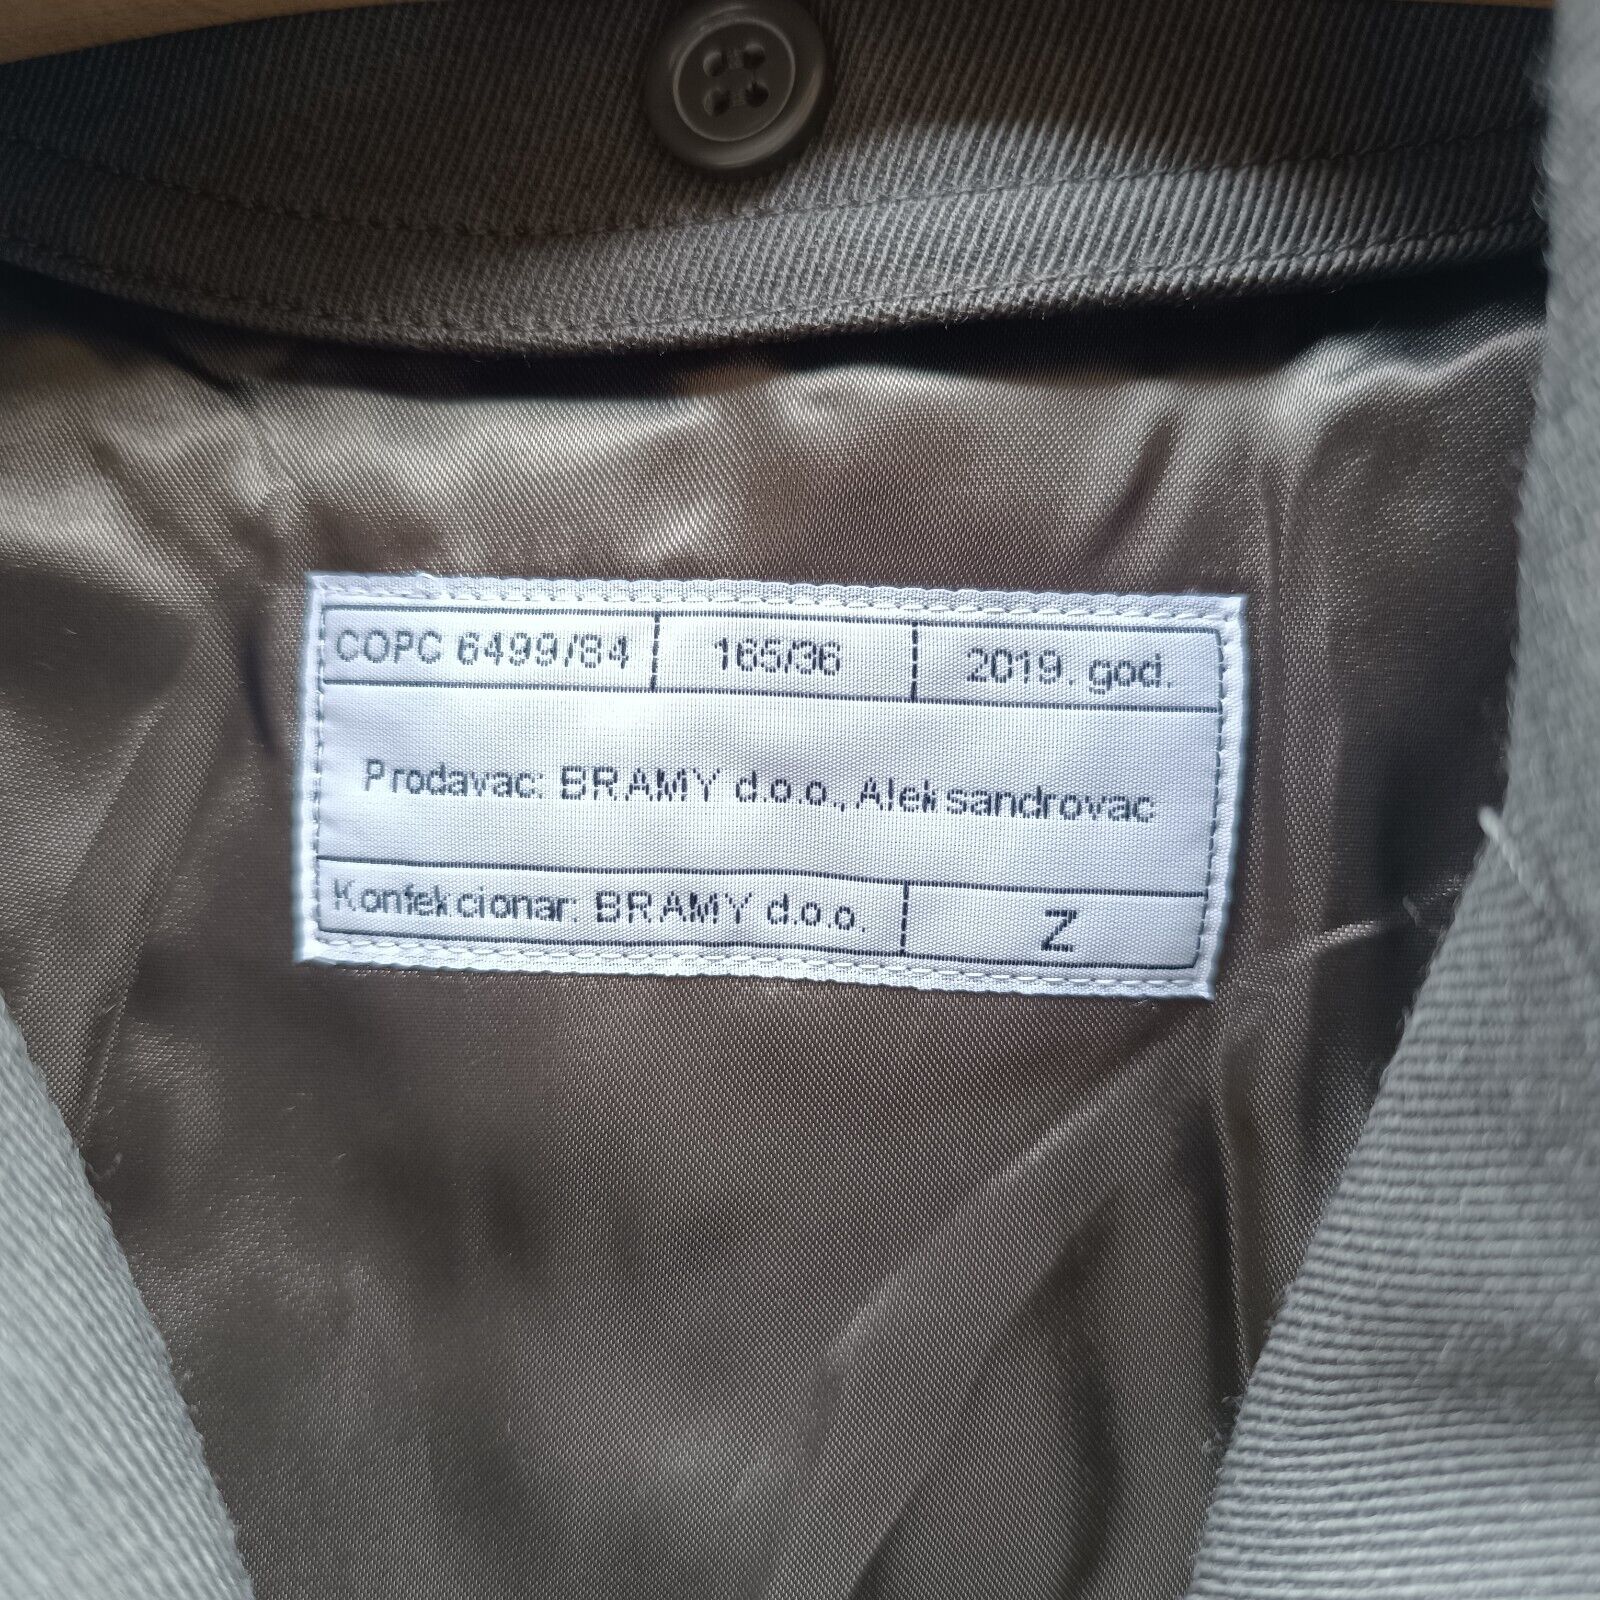 COPC 6499/84 165/36 2019. god.
Prodavac: BRAMY d.o.o., Aleksandrovac
Konfekcionar: BRAMY d.o.o. Z